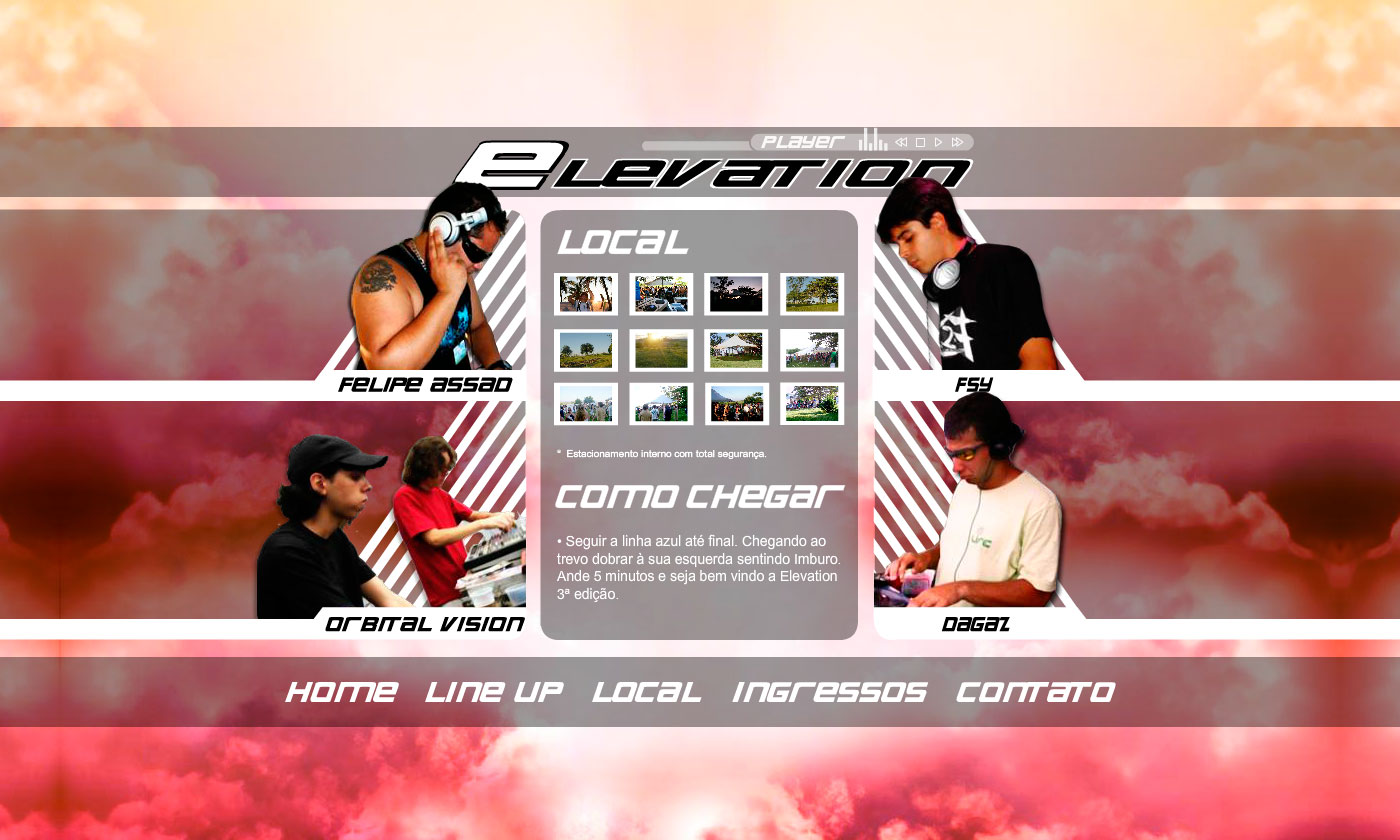 PLAYER
ELEVATION
LOCAL
FELIPE ASSAD
FSY
* Estacionamento interno com total segurança.
COMO CHEGAR
• Seguir a linha azul até final. Chegando ao
trevo dobrar à sua esquerda sentindo Imburo.
Ande 5 minutos e seja bem vindo a Elevation
3ª edição.
ORBITAL VISION
DAGAZ
HOME LINE UP LOCAL INGRESSOS CONTATO